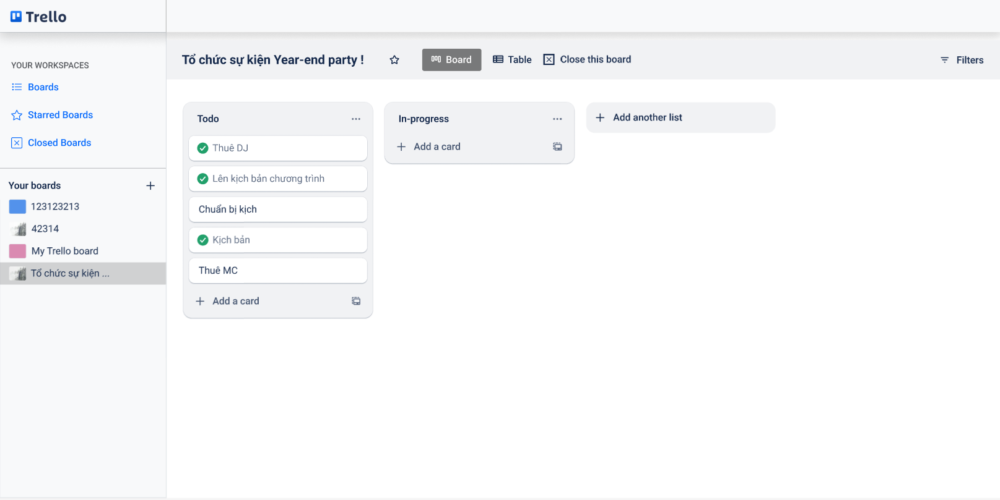 Trello
YOUR WORKSPACES
Boards
Starred Boards
Closed Boards
Your boards
123123213
42314
My Trello board
Tổ chức sự kiện ...
Tổ chức sự kiện Year-end party !
Board
Table
Close this board
Filters
Todo
Thuê DJ
Lên kịch bản chương trình
Chuẩn bị kịch
Kịch bản
Thuê MC
Add a card
In-progress
Add a card
Add another list